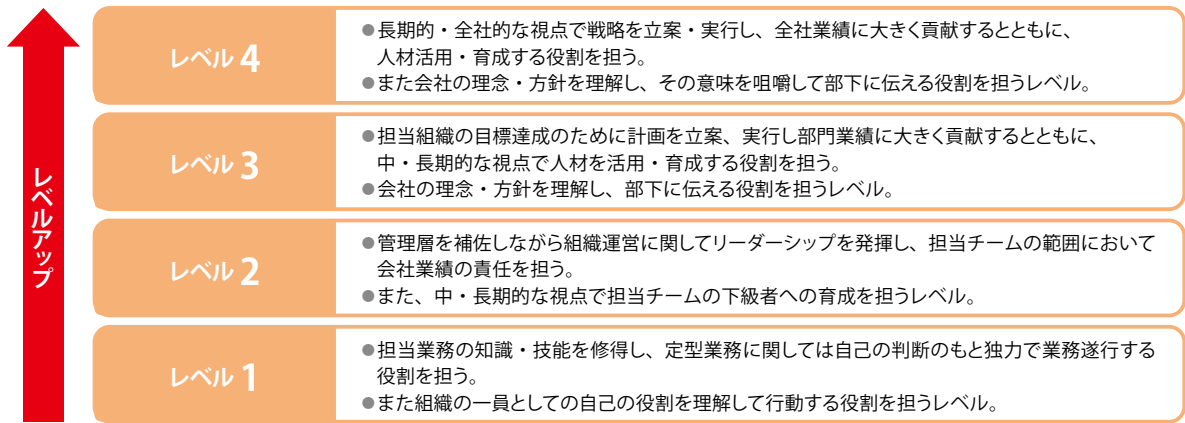 レベルアップ
レベル 4
●長期的・全社的な視点で戦略を立案・実行し、全社業績に大きく貢献するとともに、
人材活用・育成する役割を担う。
●また会社の理念・方針を理解し、その意味を咀嚼して部下に伝える役割を担うレベル。
レベル 3
●担当組織の目標達成のために計画を立案、実行し部門業績に大きく貢献するとともに、
中・長期的な視点で人材を活用・育成する役割を担う。
●会社の理念・方針を理解し、部下に伝える役割を担うレベル。
レベル 2
●管理層を補佐しながら組織運営に関してリーダーシップを発揮し、担当チームの範囲において
会社業績の責任を担う。
●また、中・長期的な視点で担当チームの下級者への育成を担うレベル。
レベル 1
●担当業務の知識・技能を修得し、定型業務に関しては自己の判断のもと独力で業務遂行する
役割を担う。
●また組織の一員としての自己の役割を理解して行動する役割を担うレベル。